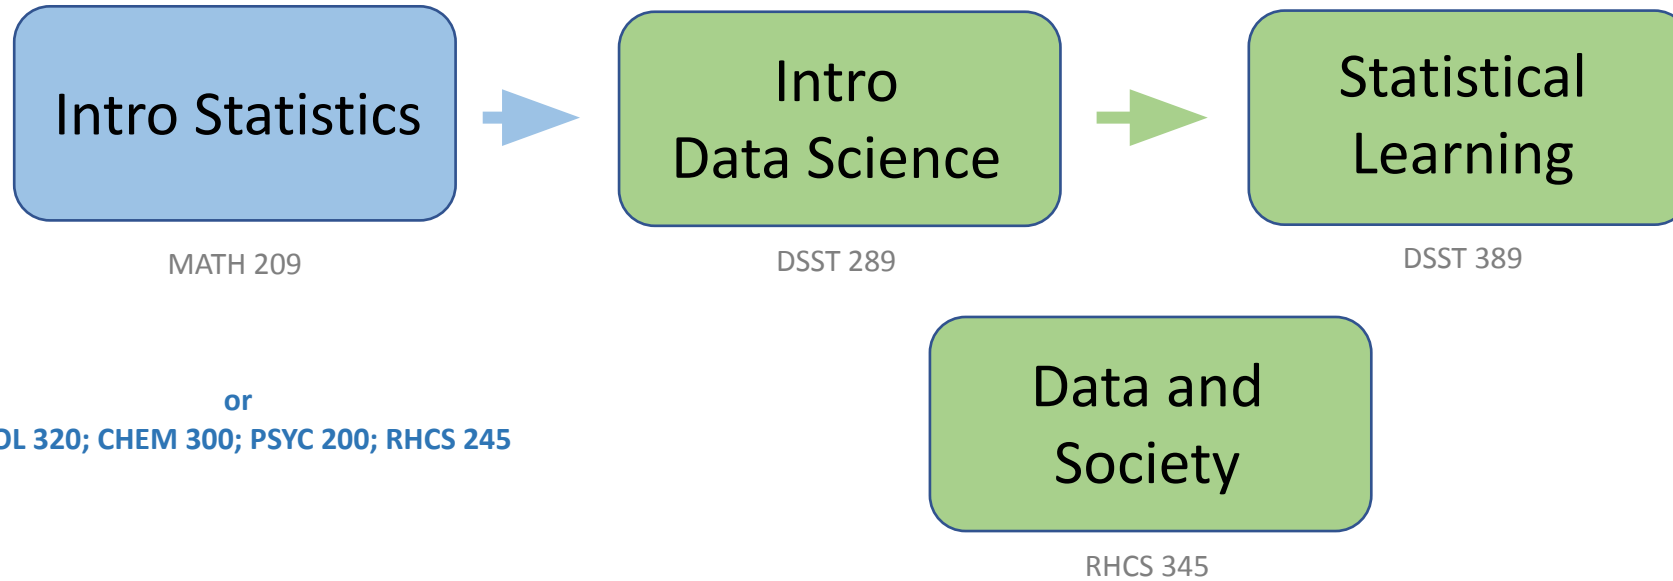 Intro Statistics
MATH 209
Intro
Data Science
DSST 289
Statistical
Learning
DSST 389
or
320; CHEM 300; PSYC 200; RHCS 245
Data and
Society
RHCS 345